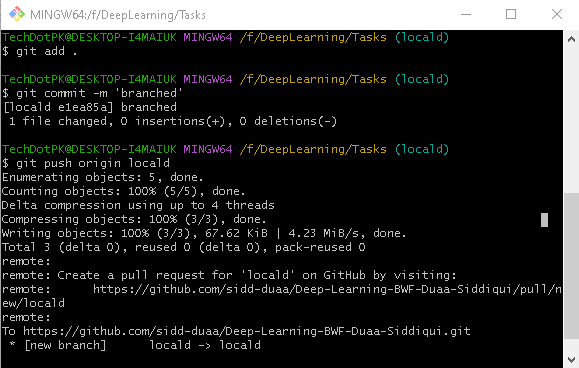 MINGW64:/f/DeepLearning/Tasks
TechDotPK@DESKTOP-I4MAIUK MINGW64 /f/DeepLearning/Tasks (locald)
$ git add .
TechDotPK@DESKTOP-I4MAIUK MINGW64 /f/DeepLearning/Tasks (locald)
$ git commit -m 'branched'
[locald e1ea85a] branched
 1 file changed, 0 insertions(+), 0 deletions(-)
TechDotPK@DESKTOP-I4MAIUK MINGW64 /f/DeepLearning/Tasks (locald)
$ git push origin locald
Enumerating objects: 5, done.
Counting objects: 100% (5/5), done.
Delta compression using up to 4 threads
Compressing objects: 100% (3/3), done.
Writing objects: 100% (3/3), 67.62 KiB | 4.23 MiB/s, done.
Total 3 (delta 0), reused 0 (delta 0), pack-reused 0
remote:
remote: Create a pull request for 'locald' on GitHub by visiting:
remote:      https://github.com/sidd-duaa/Deep-Learning-BWF-Duaa-Siddiqui/pull/n
ew/locald
remote:
To https://github.com/sidd-duaa/Deep-Learning-BWF-Duaa-Siddiqui.git
 * [new branch]      locald -> locald